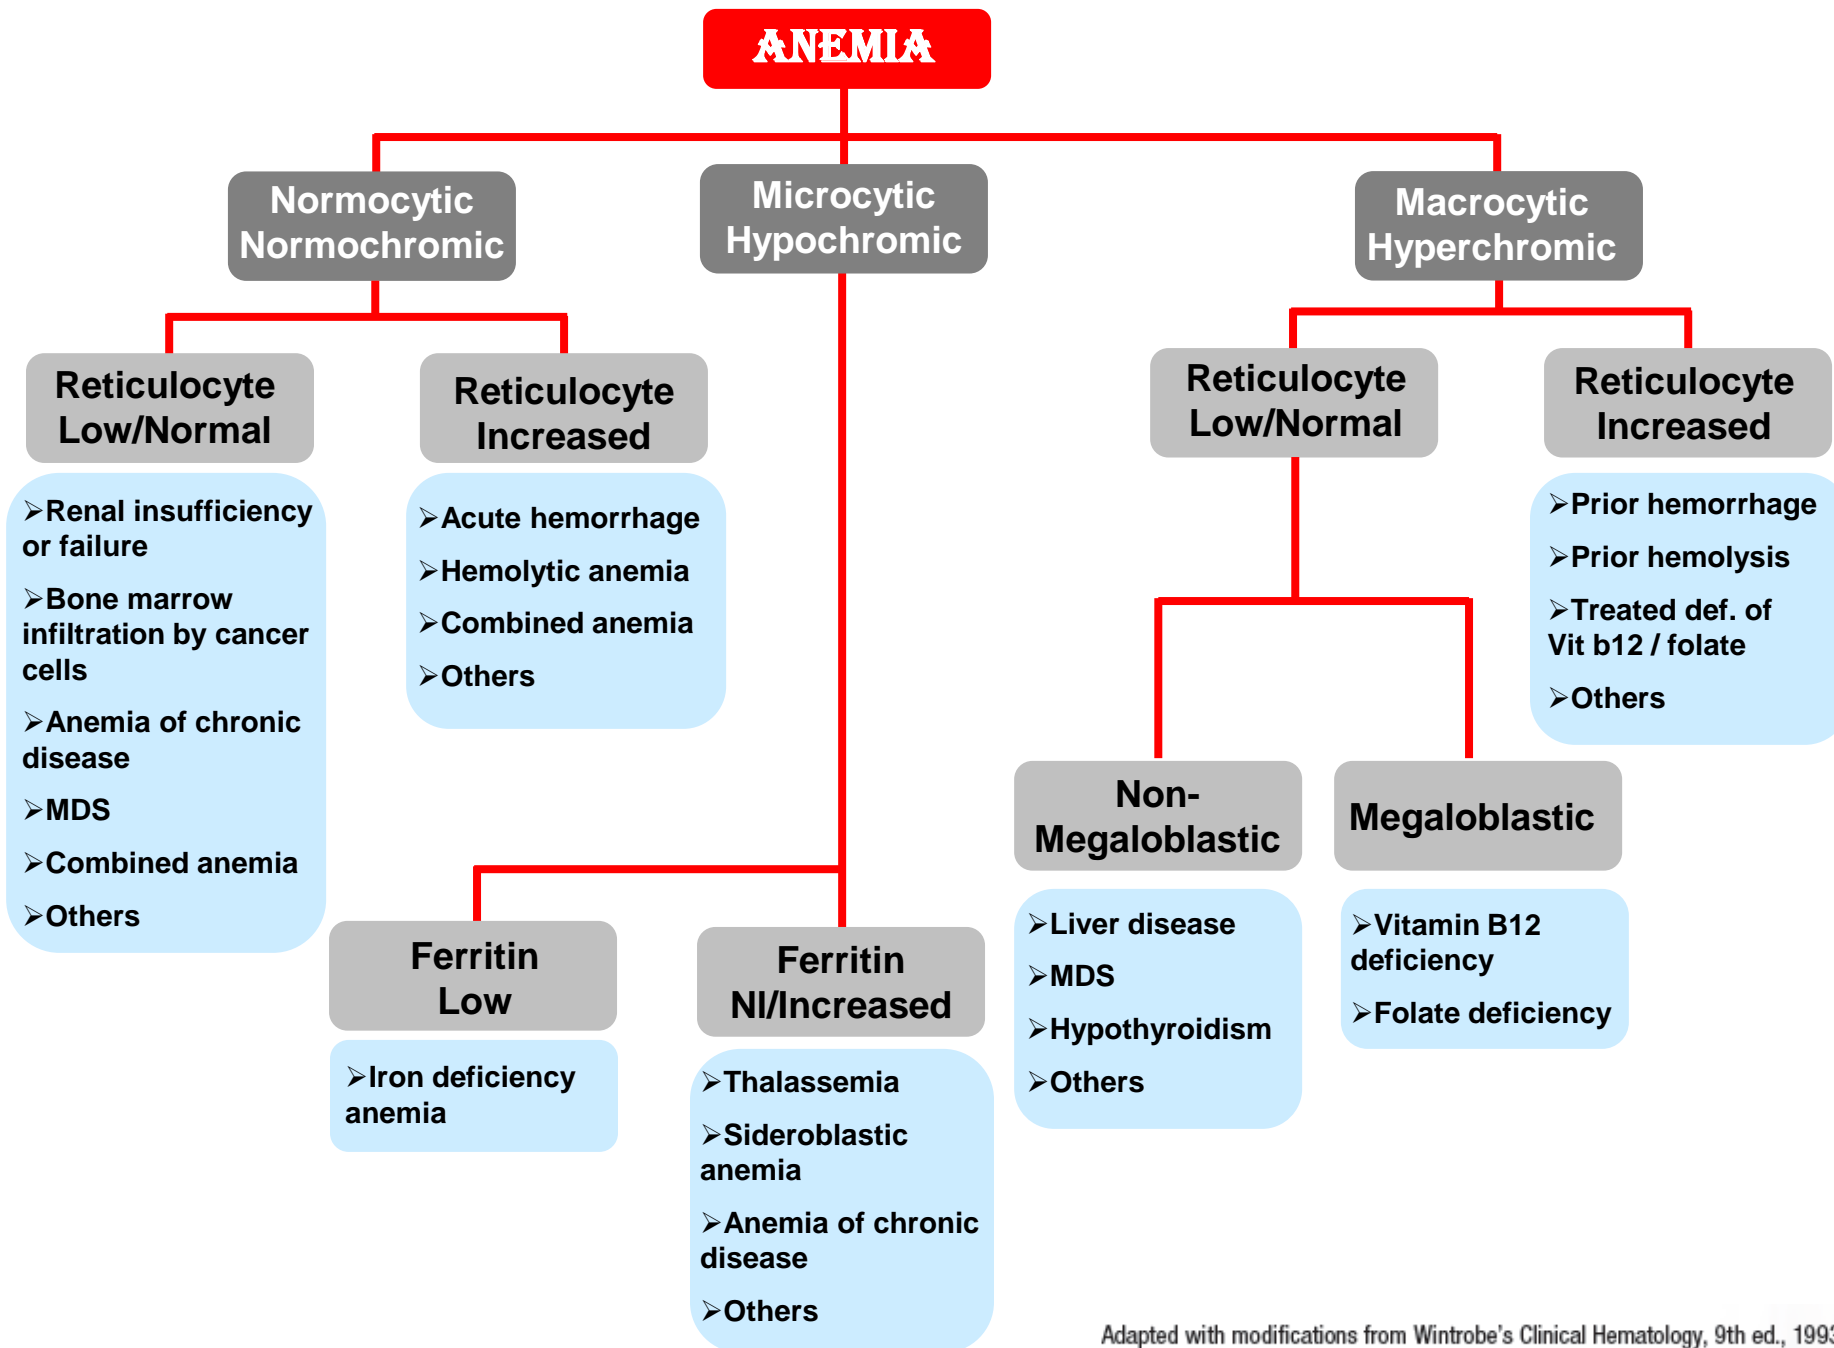 ANEMIA
Normocytic
Normochromic
Microcytic
Hypochromic
Macrocytic
Hyperchromic
Reticulocyte
Low/Normal
Reticulocyte
Increased
Reticulocyte
Low/Normal
Reticulocyte
Increased
➢Renal insufficiency
or failure
➢Bone marrow
infiltration by cancer
cells
➢Anemia of chronic
disease
➢MDS
➢Combined anemia
➢Others
➢Acute hemorrhage
➢Hemolytic anemia
➢Combined anemia
➢Others
➢Prior hemorrhage
➢Prior hemolysis
➢Treated def. of
Vit b12 / folate
➢Others
Non-
Megaloblastic
Megaloblastic
➢Liver disease
➢MDS
➢Hypothyroidism
➢Others
➢Vitamin B12
deficiency
➢Folate deficiency
Ferritin
Low
Ferritin
Nl/Increased
➢Iron deficiency
anemia
➢Thalassemia
➢Sideroblastic
anemia
➢Anemia of chronic
disease
➢Others
Adapted with modifications from Wintrobe's Clinical Hematology, 9th ed., 1993